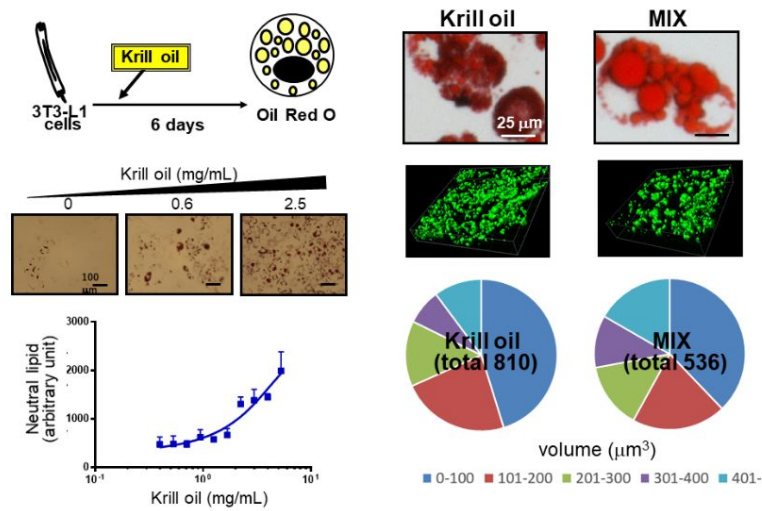 Krill oil
3T3-L1
cells
6 days
Oil Red O
Krill oil (mg/mL)
0
0.6
2.5
100
μm
Neutral lipid
(arbitrary unit)
3000
2000
1000
0
10-1
100
101
Krill oil (mg/mL)
Krill oil
MIX
25 μm
Krill oil
(total 810)
MIX
(total 536)
volume (μm3)
0-100
101-200
201-300
301-400
401-